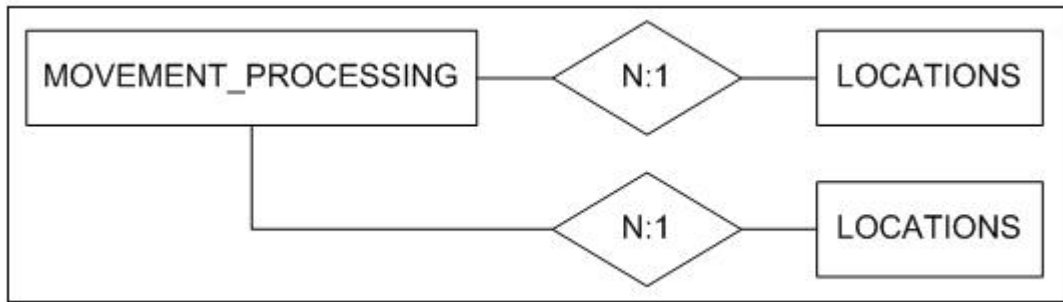 MOVEMENT_PROCESSING
N:1
LOCATIONS
N:1
LOCATIONS